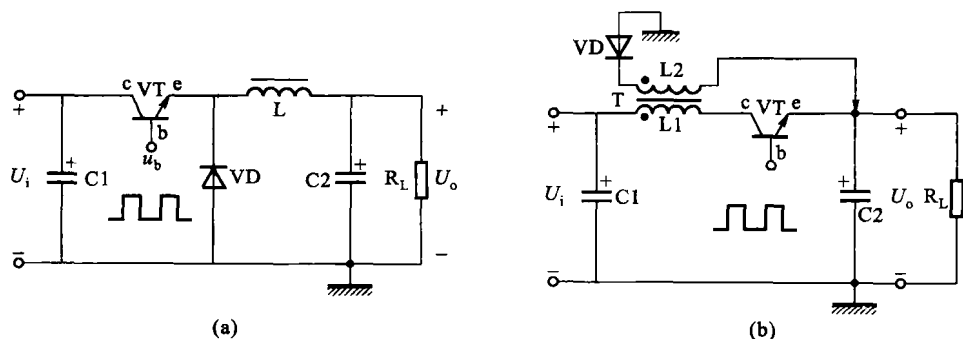 c VT e
L
+
b
u_b
U_i
+
C1
VD
+
C2
R_L
+
U_o
−
−
(a)
VD
L2
T
L1
c VT e
b
+
U_i
+
C1
−
+
C2
+
U_o
R_L
−
(b)